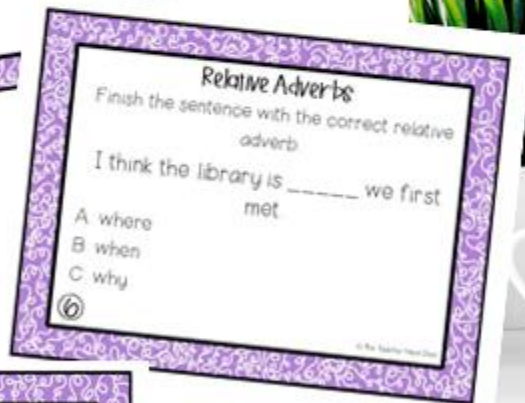 Relative Adverbs
Finish the sentence with the correct relative
adverb
I think the library is _____ we first
met
A where
B when
C why
6